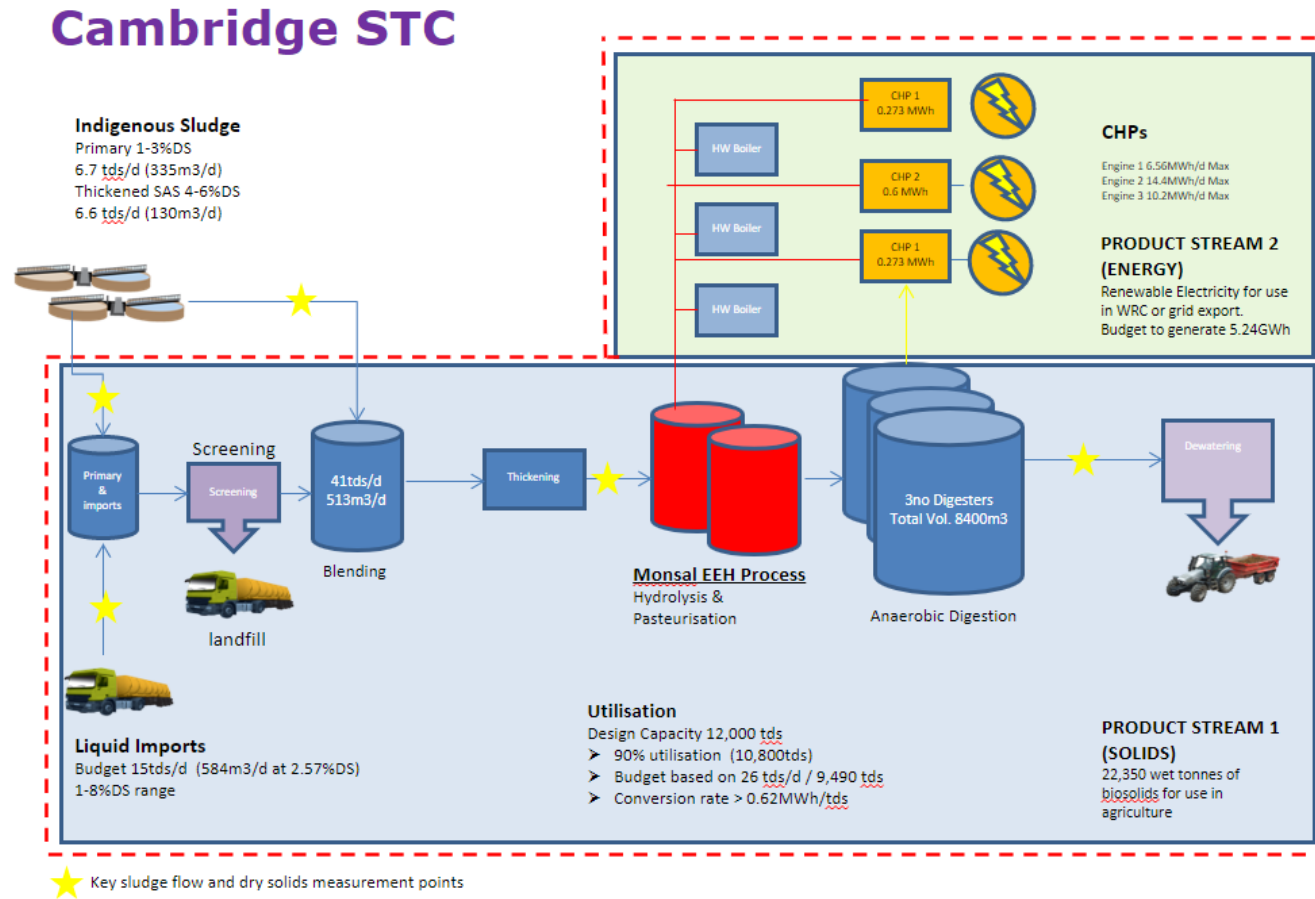 Cambridge STC
Indigenous Sludge
Primary 1-3%DS
6.7 tds/d (335m3/d)
Thickened SAS 4-6%DS
6.6 tds/d (130m3/d)
HW Boiler
HW Boiler
HW Boiler
CHP 1
0.273 MWh
CHP 2
0.6 MWh
CHP 1
0.273 MWh
CHPs
Engine 1 6.56MWh/d Max
Engine 2 14.4MWh/d Max
Engine 3 10.2MWh/d Max
PRODUCT STREAM 2
(ENERGY)
Renewable Electricity for use
in WRC or grid export.
Budget to generate 5.24GWh
Primary
&
imports
Screening
Screening
landfill
41tds/d
513m3/d
Blending
Thickening
Monsal EEH Process
Hydrolysis &
Pasteurisation
3no Digesters
Total Vol. 8400m3
Anaerobic Digestion
Dewatering
Liquid Imports
Budget 15tds/d (584m3/d at 2.57%DS)
1-8%DS range
Utilisation
Design Capacity 12,000 tds
➢ 90% utilisation (10,800tds)
➢ Budget based on 26 tds/d / 9,490 tds
➢ Conversion rate > 0.62MWh/tds
PRODUCT STREAM 1
(SOLIDS)
22,350 wet tonnes of
biosolids for use in
agriculture
Key sludge flow and dry solids measurement points